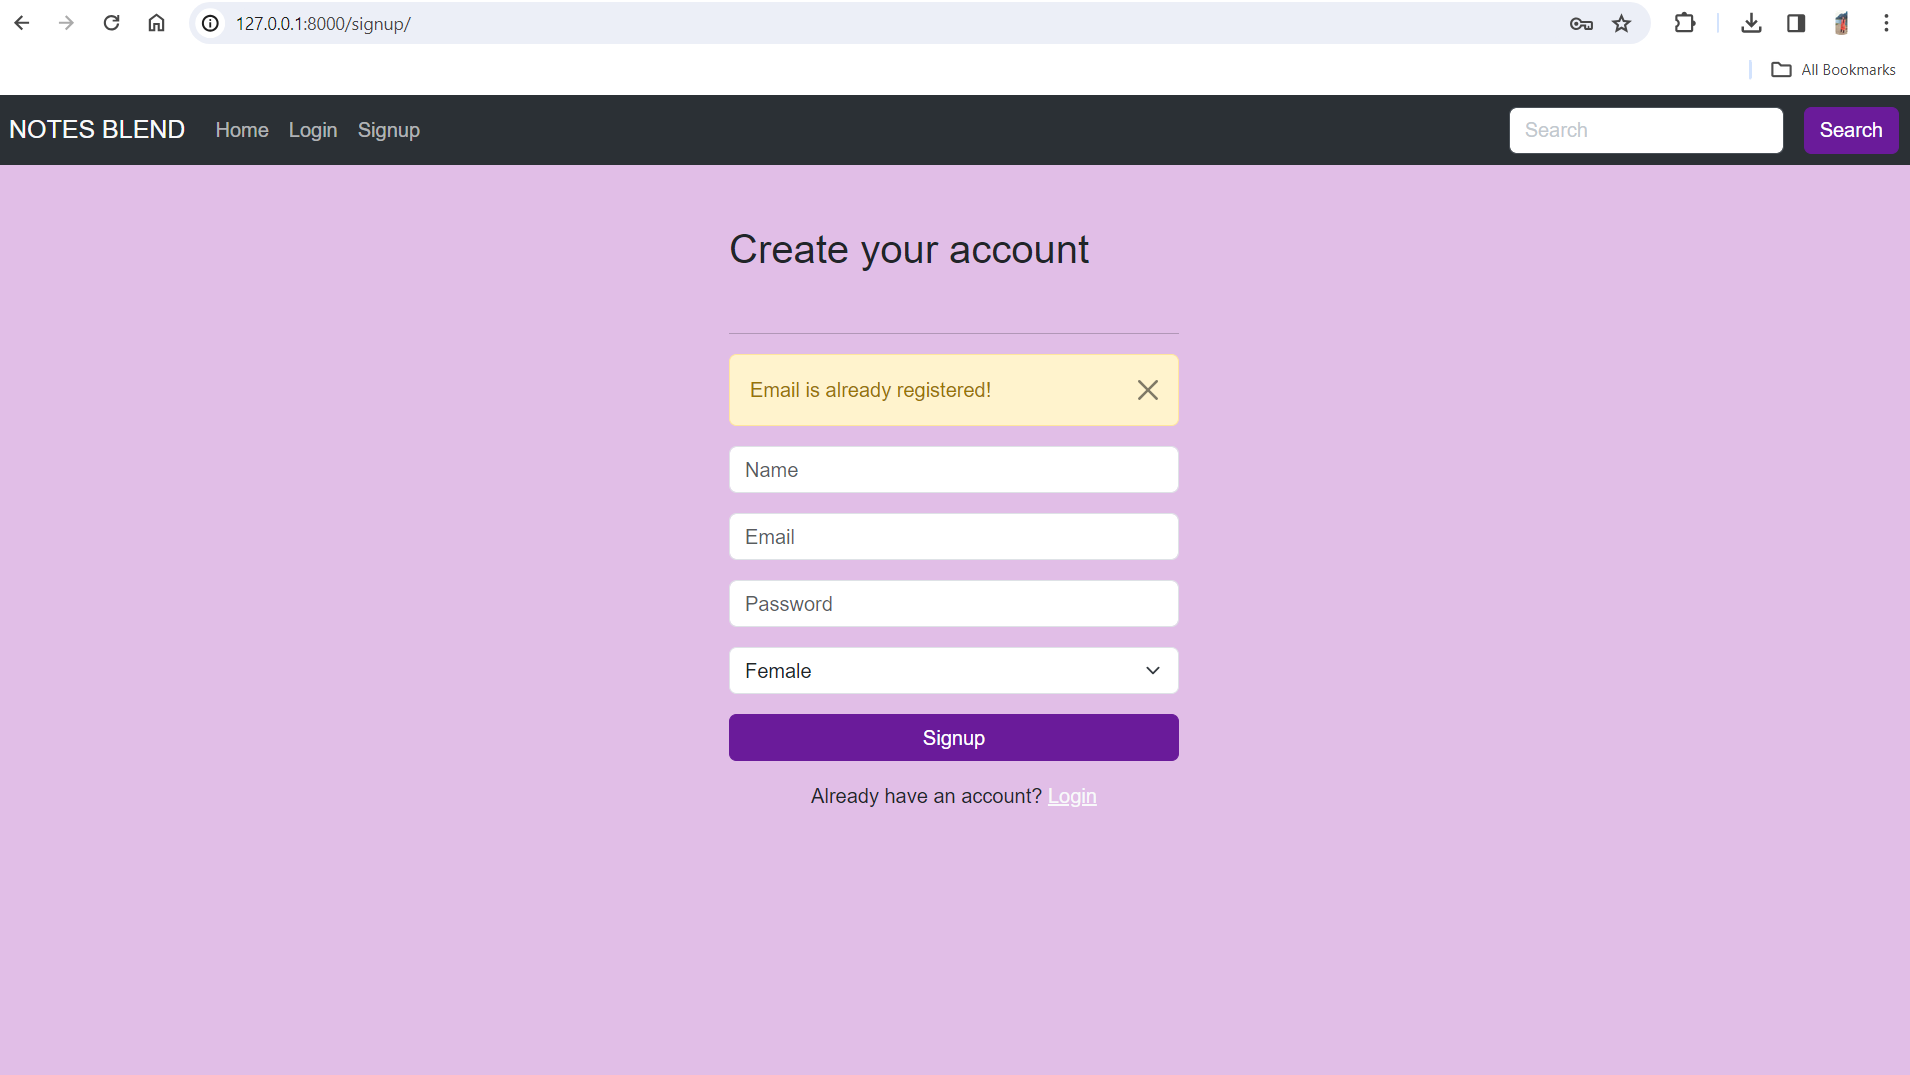 127.0.0.1:8000/signup/
All Bookmarks
NOTES BLEND Home Login Signup Search Search
Create your account
Email is already registered!
Name
Email
Password
Female
Signup
Already have an account? Login